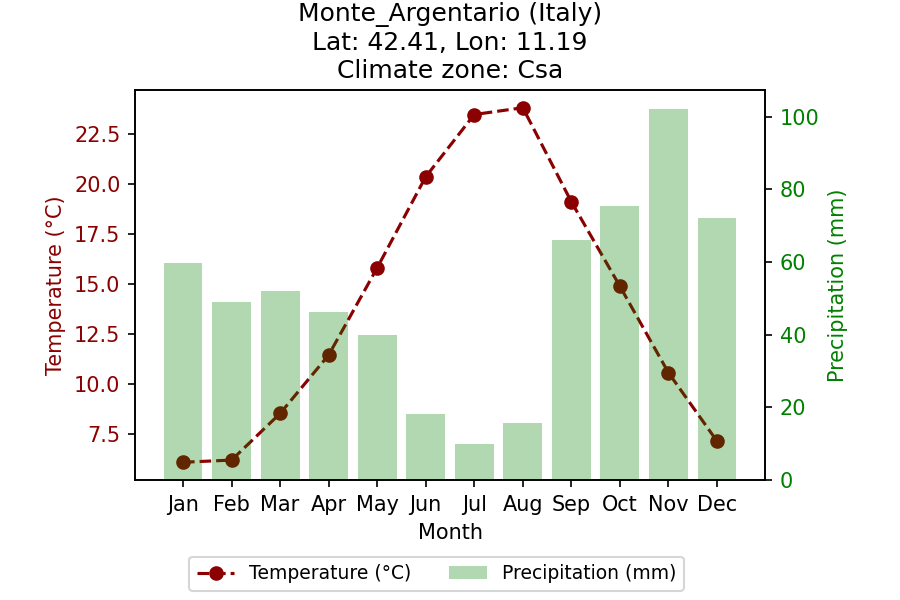 Monte_Argentario (Italy)
Lat: 42.41, Lon: 11.19
Climate zone: Csa
22.5
20.0
17.5
15.0
12.5
10.0
7.5
Temperature (°C)
100
80
60
40
20
0
Precipitation (mm)
Jan Feb Mar Apr May Jun Jul Aug Sep Oct Nov Dec
Month
Temperature (°C) Precipitation (mm)